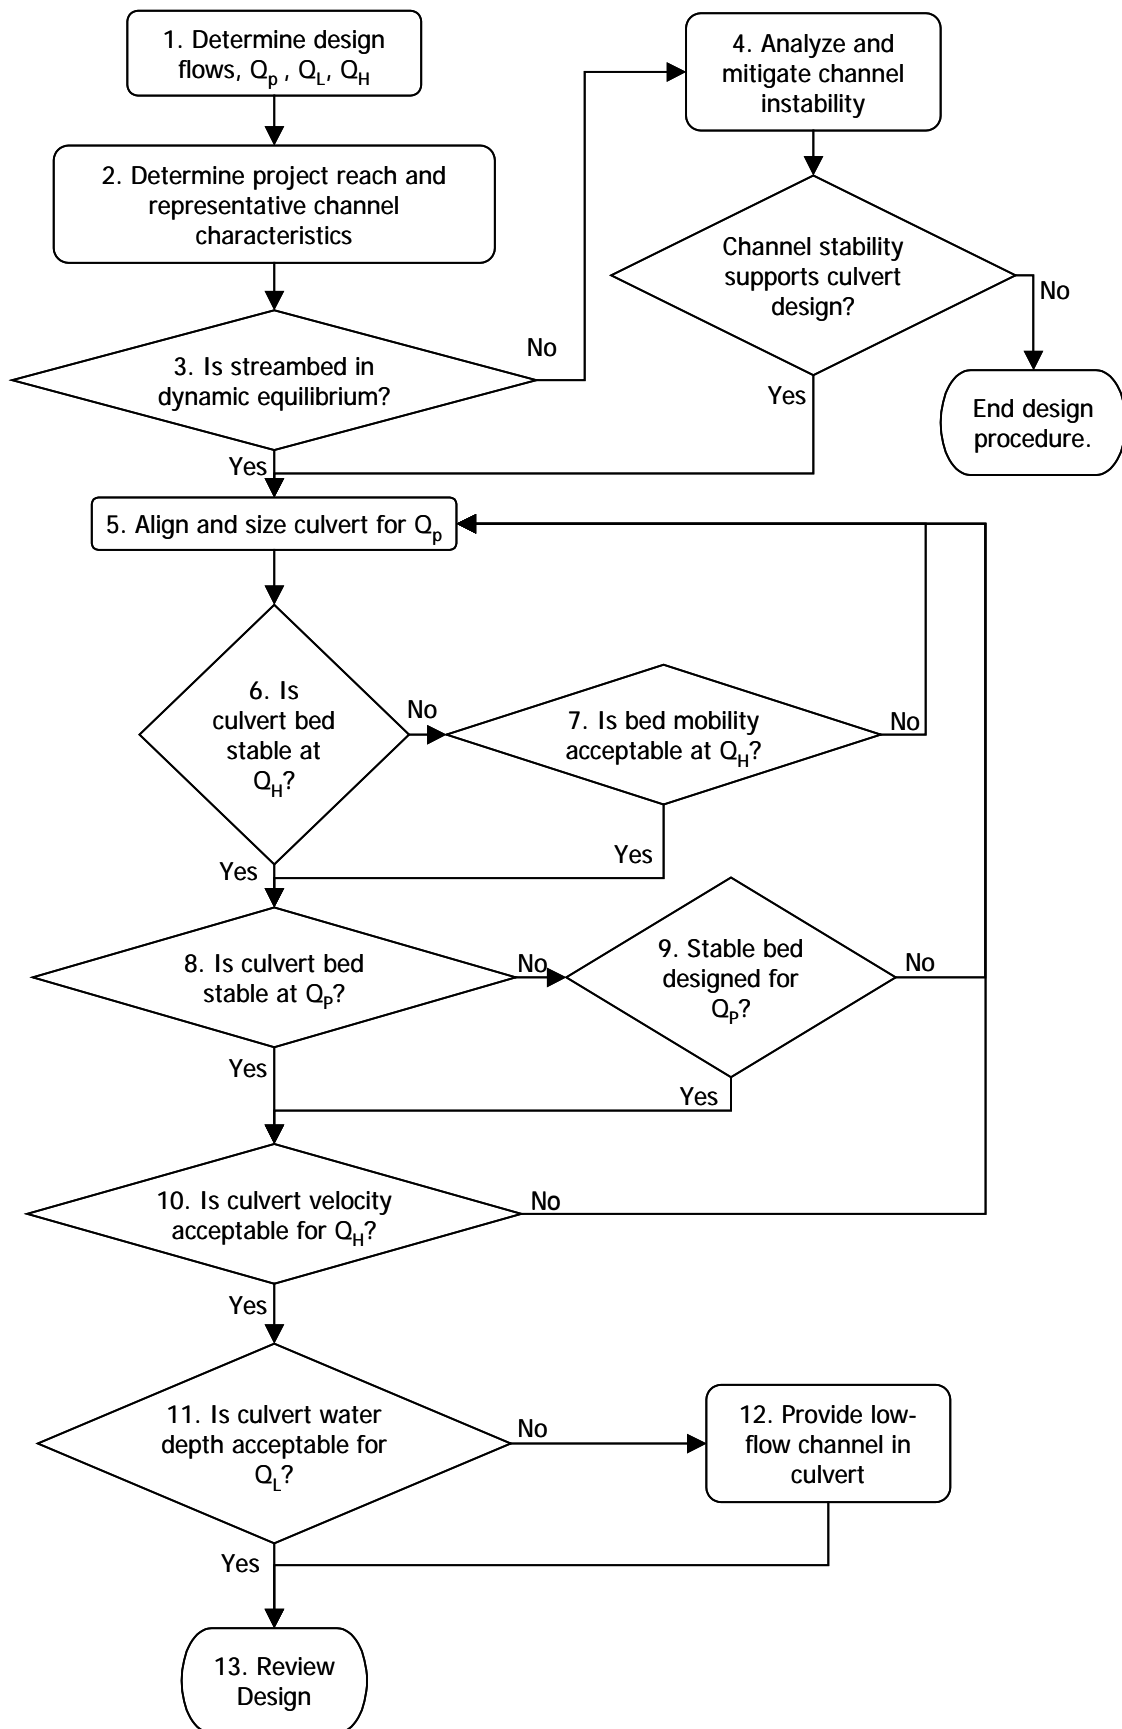 1. Determine design
flows, Qp , QL, QH
2. Determine project reach and
representative channel
characteristics
3. Is streambed in
dynamic equilibrium?
No
Yes
4. Analyze and
mitigate channel
instability
Channel stability
supports culvert
design?
No
Yes
End design
procedure.
5. Align and size culvert for Qp
6. Is
culvert bed
stable at
QH?
No
Yes
7. Is bed mobility
acceptable at QH?
No
Yes
8. Is culvert bed
stable at QP?
No
Yes
9. Stable bed
designed for
QP?
No
Yes
10. Is culvert velocity
acceptable for QH?
No
Yes
11. Is culvert water
depth acceptable for
QL?
No
Yes
12. Provide low-
flow channel in
culvert
13. Review
Design